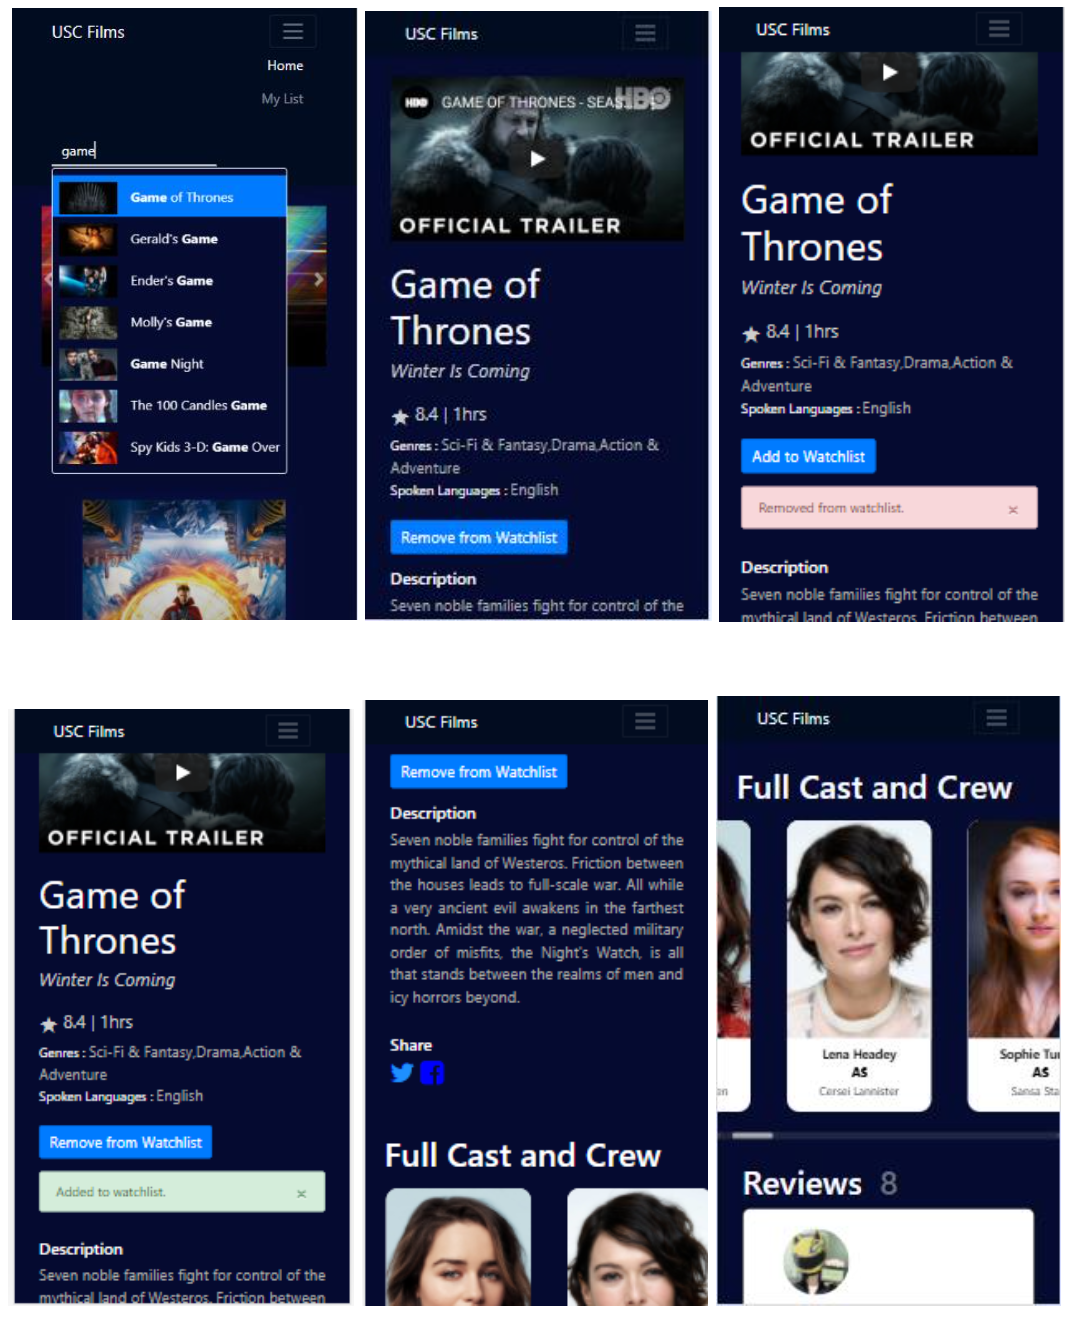 USC Films
Home
My List
game
Game of Thrones
Gerald's Game
Ender's Game
Molly's Game
Game Night
The 100 Candles Game
Spy Kids 3-D: Game Over
USC Films
HBO GAME OF THRONES - SEAS... HBO
OFFICIAL TRAILER
Game of
Thrones
Winter Is Coming
8.4 | 1hrs
Genres : Sci-Fi & Fantasy,Drama,Action &
Adventure
Spoken Languages : English
Remove from Watchlist
Description
Seven noble families fight for control of the
USC Films
OFFICIAL TRAILER
Game of
Thrones
Winter Is Coming
8.4 | 1hrs
Genres : Sci-Fi & Fantasy,Drama,Action &
Adventure
Spoken Languages : English
Add to Watchlist
Removed from watchlist. ×
Description
Seven noble families fight for control of the
mythical land of Westeros. Friction between
USC Films
OFFICIAL TRAILER
Game of
Thrones
Winter Is Coming
8.4 | 1hrs
Genres : Sci-Fi & Fantasy,Drama,Action &
Adventure
Spoken Languages : English
Remove from Watchlist
Added to watchlist. ×
Description
Seven noble families fight for control of the
mythical land of Westeros. Friction between
USC Films
Remove from Watchlist
Description
Seven noble families fight for control of the
mythical land of Westeros. Friction between
the houses leads to full-scale war. All while
a very ancient evil awakens in the farthest
north. Amidst the war, a neglected military
order of misfits, the Night's Watch, is all
that stands between the realms of men and
icy horrors beyond.
Share
Full Cast and Crew
USC Films
Full Cast and Crew
en
Lena Headey
AS
Cersei Lannister
Sophie Tu
AS
Sansa Sta
Reviews 8